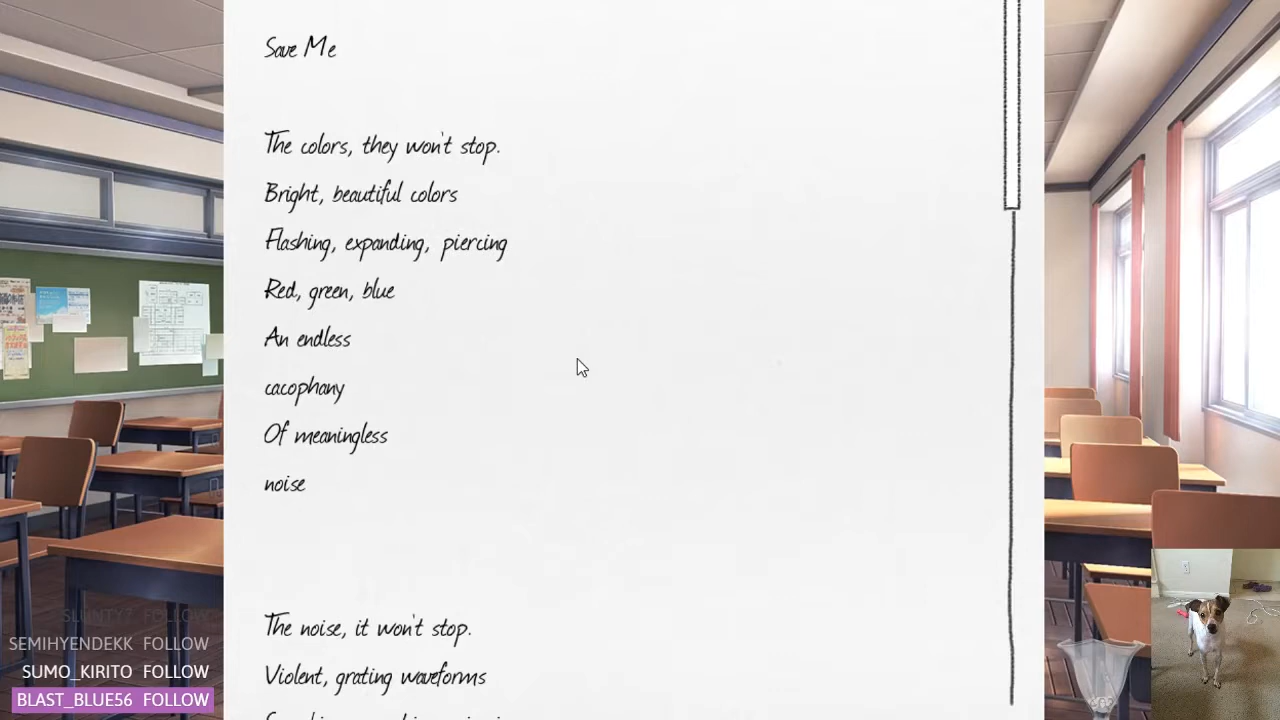 Save Me
The colors, they won't stop.
Bright, beautiful colors
Flashing, expanding, piercing
Red, green, blue
An endless
cacophany
Of meaningless
noise
The noise, it won't stop.
Violent, grating waveforms
SEMIHYENDEKK FOLLOW
SUMO_KIRITO FOLLOW
BLAST_BLUE56 FOLLOW